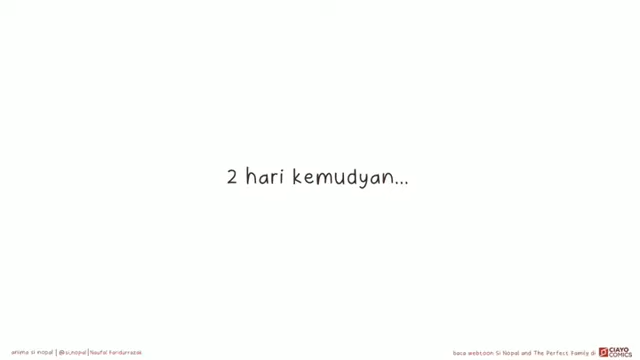 2 hari kemudyan...
anima si nopal | @si.nopal | Naufal Faridurrazak
baca webtoon Si Nopal and The Perfect Family di CIAYO COMICS